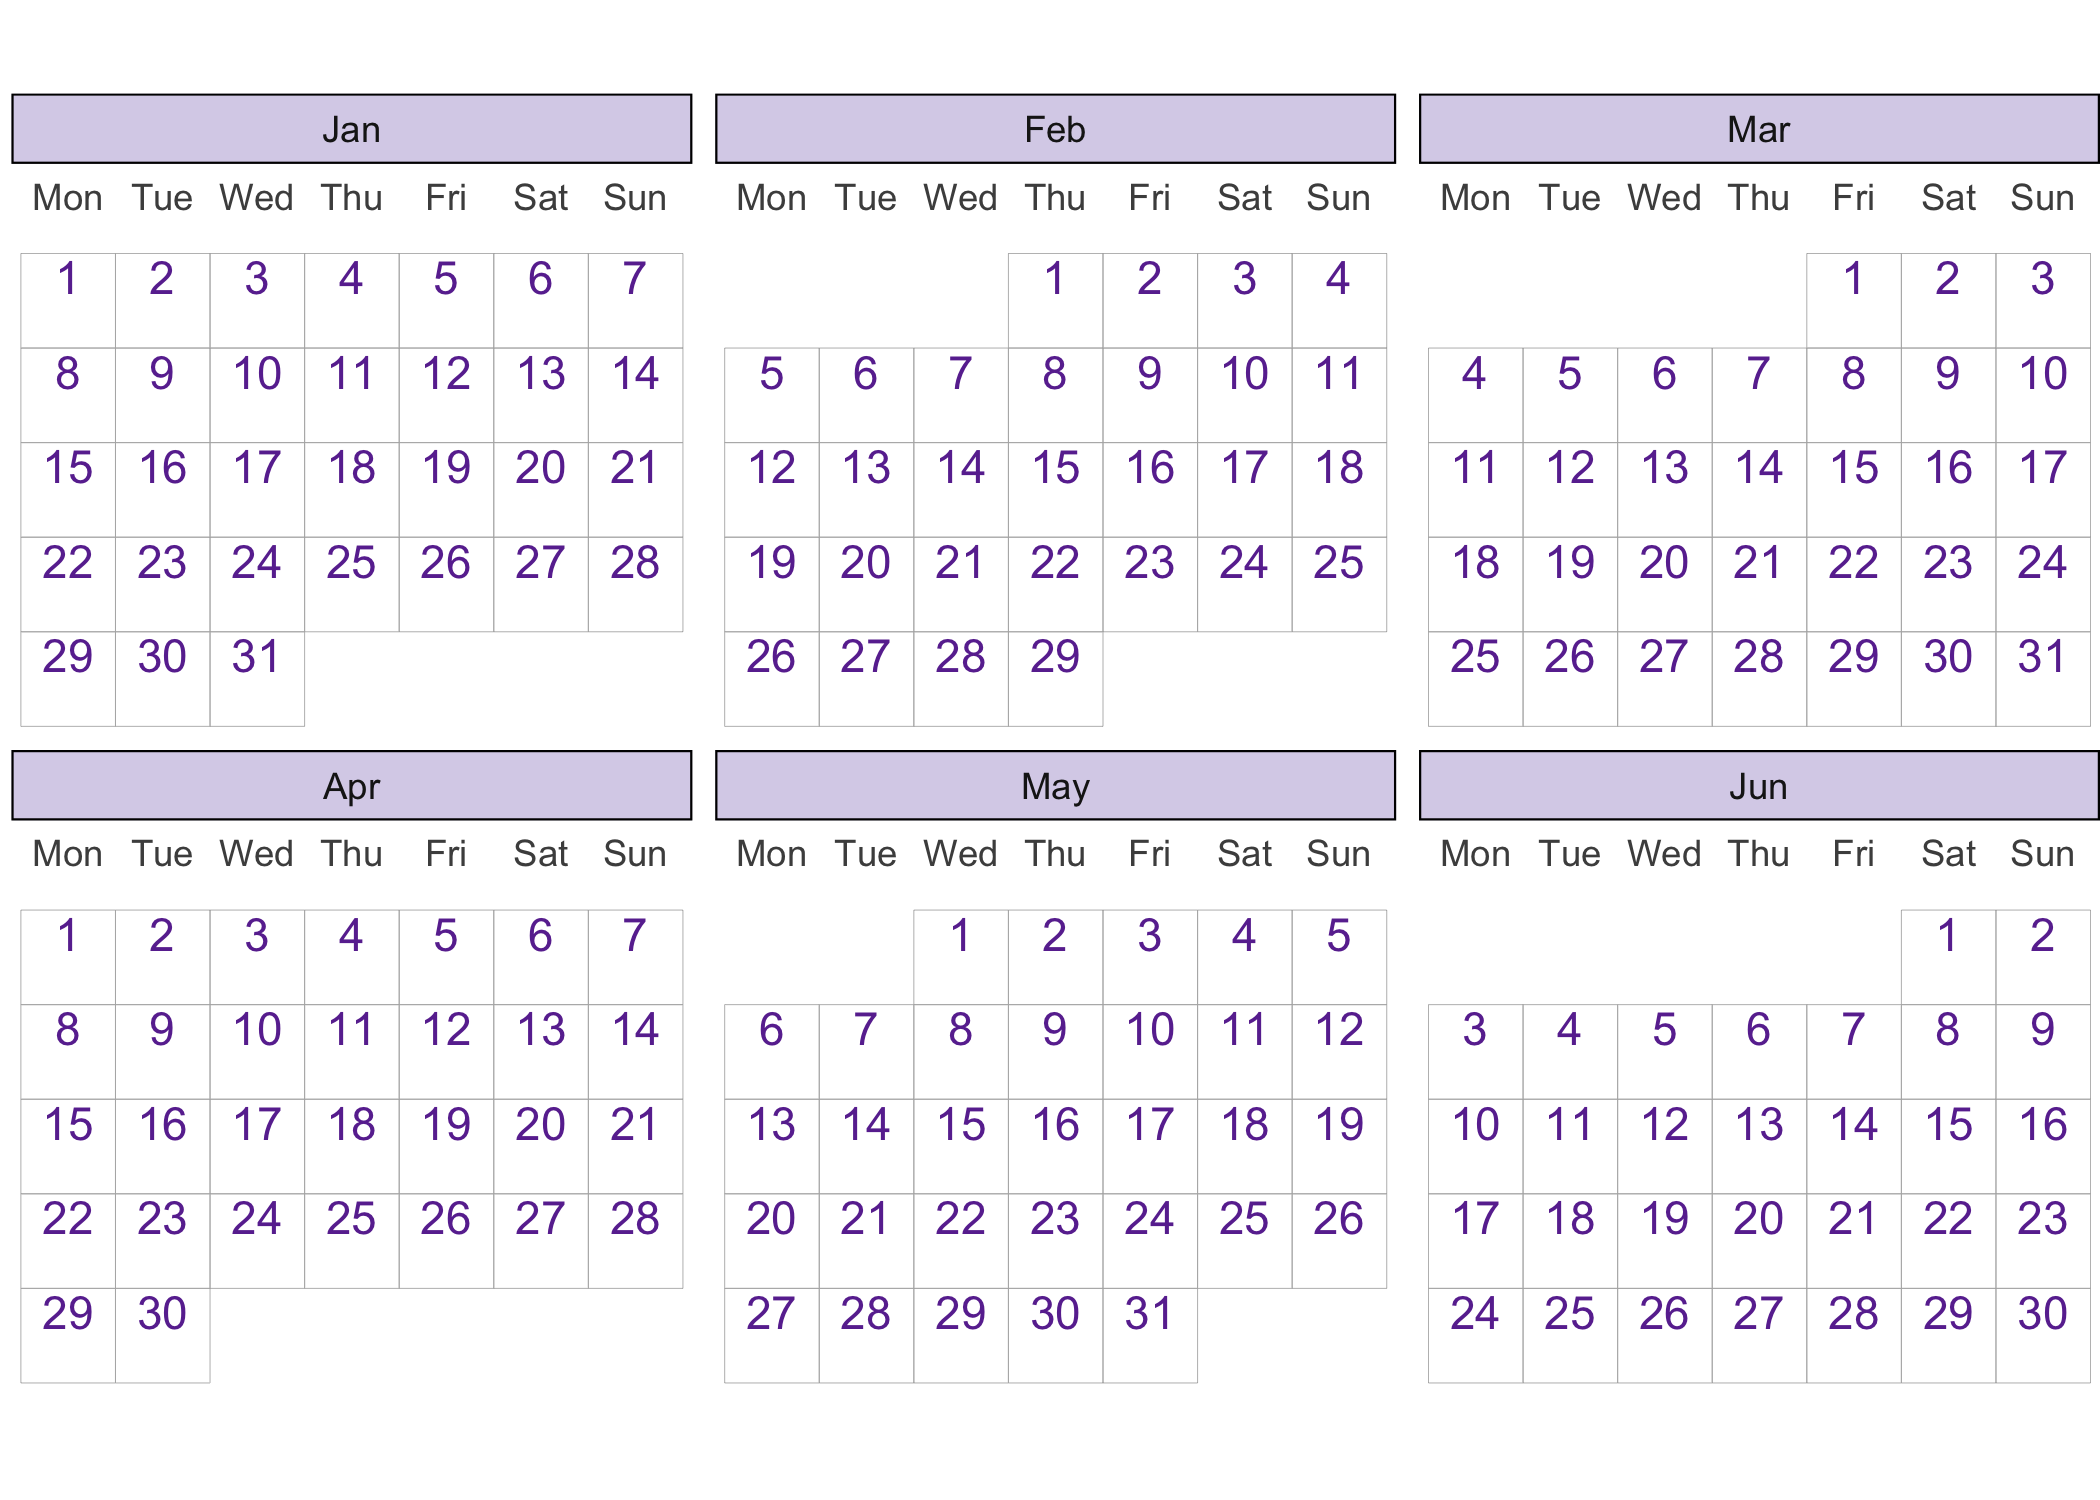 Jan
Mon Tue Wed Thu Fri Sat Sun
1 2 3 4 5 6 7
8 9 10 11 12 13 14
15 16 17 18 19 20 21
22 23 24 25 26 27 28
29 30 31
Feb
Mon Tue Wed Thu Fri Sat Sun
1 2 3 4
5 6 7 8 9 10 11
12 13 14 15 16 17 18
19 20 21 22 23 24 25
26 27 28 29
Mar
Mon Tue Wed Thu Fri Sat Sun
1 2 3
4 5 6 7 8 9 10
11 12 13 14 15 16 17
18 19 20 21 22 23 24
25 26 27 28 29 30 31
Apr
Mon Tue Wed Thu Fri Sat Sun
1 2 3 4 5 6 7
8 9 10 11 12 13 14
15 16 17 18 19 20 21
22 23 24 25 26 27 28
29 30
May
Mon Tue Wed Thu Fri Sat Sun
1 2 3 4 5
6 7 8 9 10 11 12
13 14 15 16 17 18 19
20 21 22 23 24 25 26
27 28 29 30 31
Jun
Mon Tue Wed Thu Fri Sat Sun
1 2
3 4 5 6 7 8 9
10 11 12 13 14 15 16
17 18 19 20 21 22 23
24 25 26 27 28 29 30